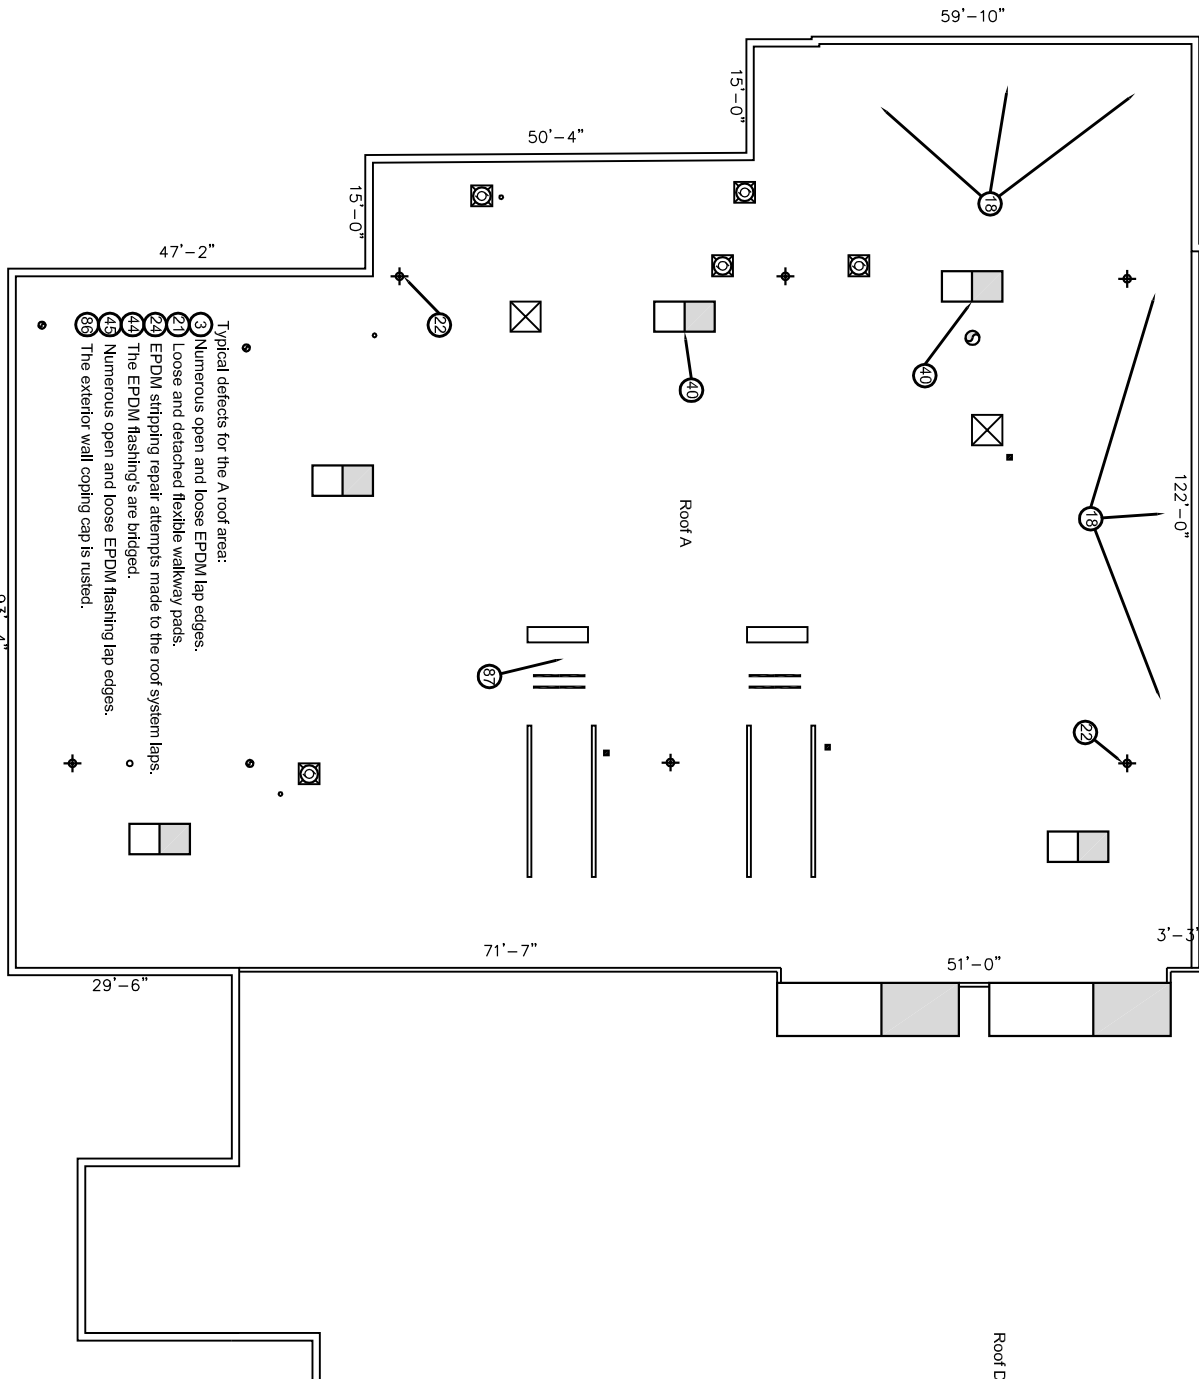 59'-10"
15'-0"
50'-4"
15'-0"
47'-2"
18
22
40
40
Typical defects for the A roof area:
3 Numerous open and loose EPDM lap edges.
21 Loose and detached flexible walkway pads.
24 EPDM stripping repair attempts made to the roof system laps.
44 The EPDM flashing's are bridged.
45 Numerous open and loose EPDM flashing lap edges.
86 The exterior wall coping cap is rusted.
Roof A
18
122'-0"
87
22
71'-7"
51'-0"
3'-3"
29'-6"
Roof D